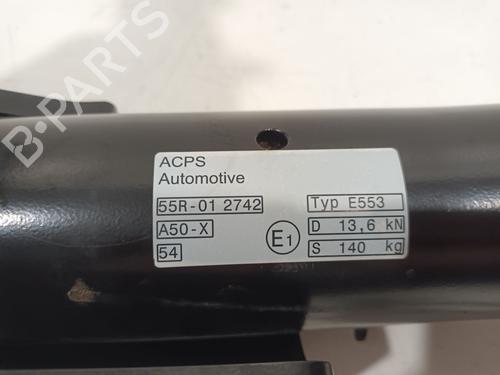 B-PARTS
ACPS
Automotive
55R-01 2742
Typ E553
A50-X
E1
D 13,6 kN
54
S 140 kg